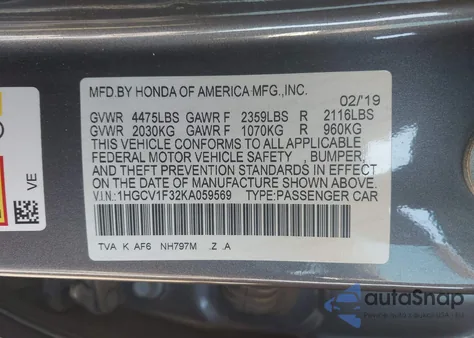 MFD.BY HONDA OF AMERICA MFG.,INC.
02/'19
GVWR 4475LBS GAWR F 2359LBS R 2116LBS
GVWR 2030KG GAWR F 1070KG R 960KG
THIS VEHICLE CONFORMS TO ALL APPLICABLE
FEDERAL MOTOR VEHICLE SAFETY , BUMPER,
AND THEFT PREVENTION STANDARDS IN EFFECT
ON THE DATE OF MANUFACTURE SHOWN ABOVE.
V.I.N.:1HGCV1F32KA059569 TYPE:PASSENGER CAR
TVA K AF6 NH797M .Z .A
VE
autoSnap